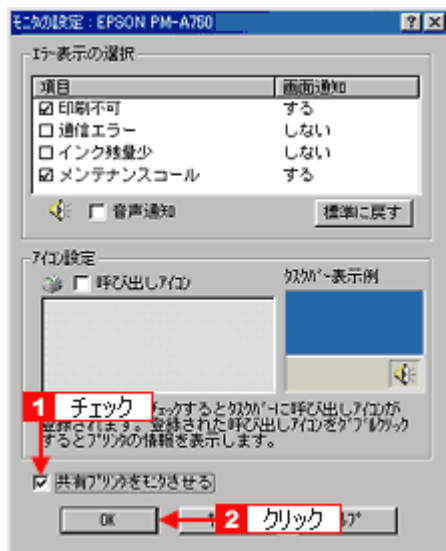 ﾓﾆﾀの設定：EPSON PM-A750
ｴﾗｰ表示の選択
項目 画面通知
印刷不可 する
通信エラー しない
インク残量少 しない
メンテナンスコール する
音声通知 標準に戻す
ｱｲｺﾝ設定
呼び出しｱｲｺﾝ ﾀｽｸﾊﾞｰ表示例
1 チェック ｪｯｸするとﾀｽｸﾊﾞｰに呼び出しｱｲｺﾝが
登録されます。登録された呼び出しｱｲｺﾝをﾀﾞﾌﾞﾙｸﾘｯｸ
するとﾌﾟﾘﾝﾀの情報を表示します。
共有ﾌﾟﾘﾝﾀをﾓﾆﾀさせる
OK 2 クリック ﾙﾌﾟ